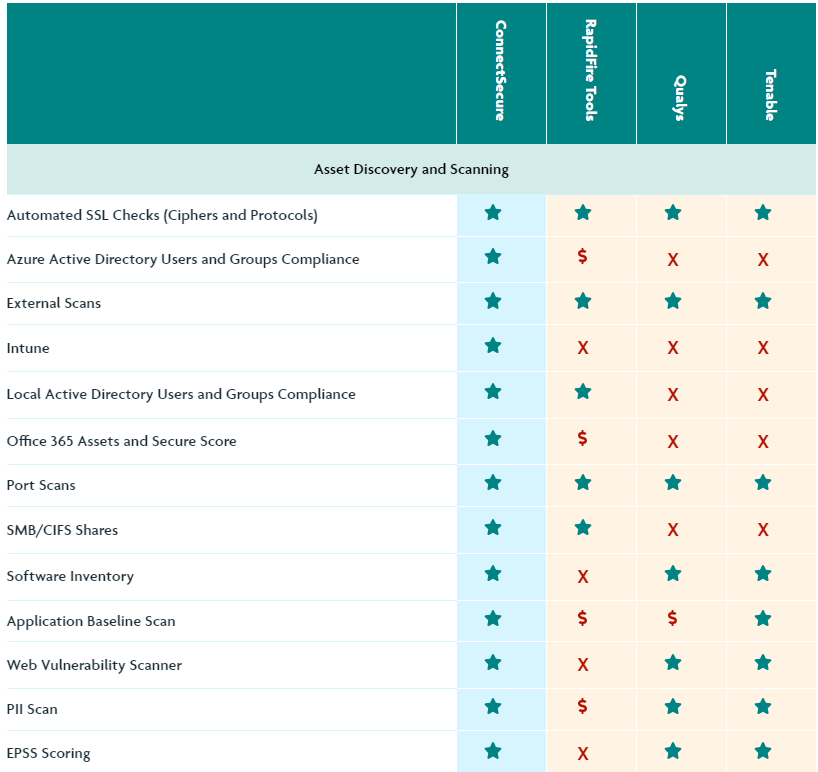 ConnectSecure RapidFire Tools Qualys Tenable
Asset Discovery and Scanning
Automated SSL Checks (Ciphers and Protocols)
Azure Active Directory Users and Groups Compliance $ X X
External Scans
Intune X X X
Local Active Directory Users and Groups Compliance X X
Office 365 Assets and Secure Score $ X X
Port Scans
SMB/CIFS Shares X X
Software Inventory X
Application Baseline Scan $ $
Web Vulnerability Scanner X
PII Scan $
EPSS Scoring X